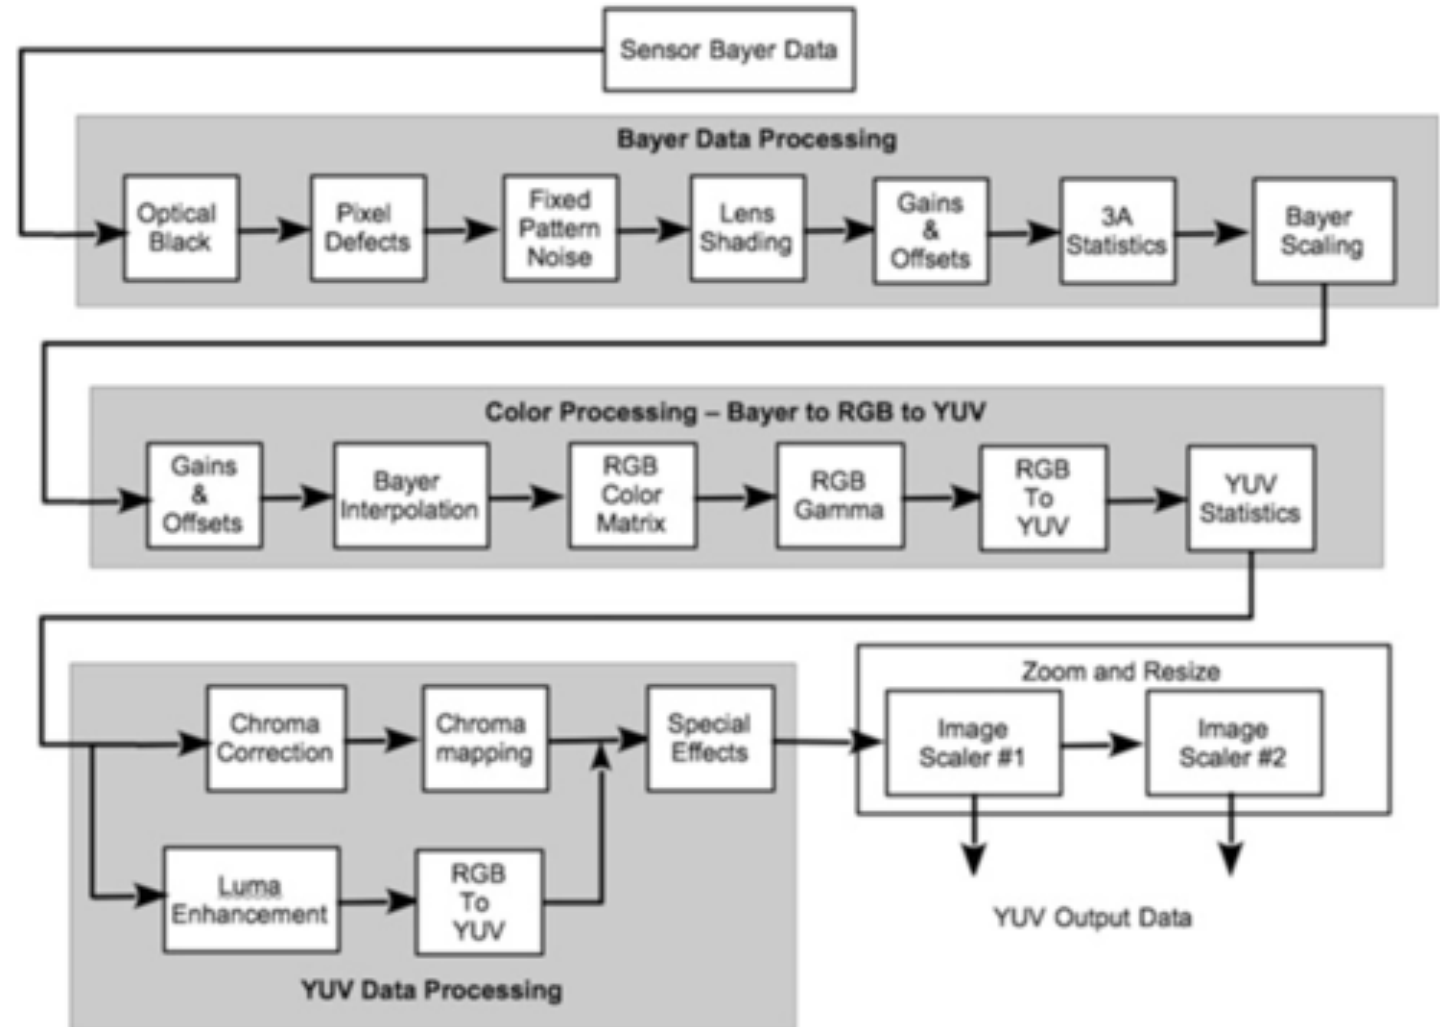 Sensor Bayer Data
Bayer Data Processing
Optical
Black
Pixel
Defects
Fixed
Pattern
Noise
Lens
Shading
Gains
&
Offsets
3A
Statistics
Bayer
Scaling
Color Processing – Bayer to RGB to YUV
Gains
&
Offsets
Bayer
Interpolation
RGB
Color
Matrix
RGB
Gamma
RGB
To
YUV
YUV
Statistics
Chroma
Correction
Chroma
mapping
Special
Effects
Zoom and Resize
Image
Scaler #1
Image
Scaler #2
Luma
Enhancement
RGB
To
YUV
YUV Output Data
YUV Data Processing